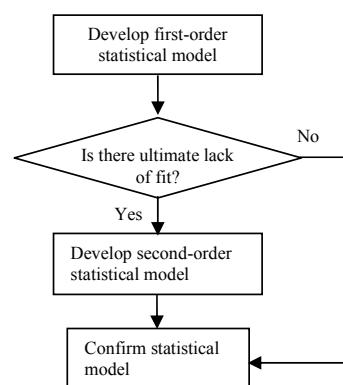 Develop first-order
statistical model
No
Is there ultimate lack
of fit?
Yes
Develop second-order
statistical model
Confirm statistical
model